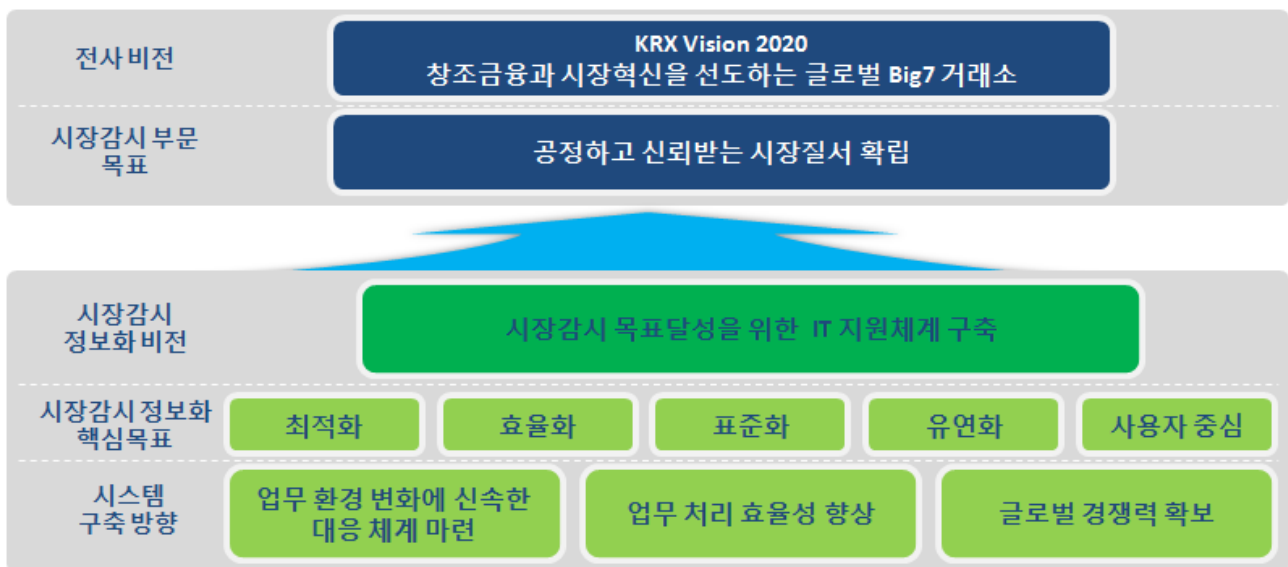 전사 비전
KRX Vision 2020
창조금융과 시장혁신을 선도하는 글로벌 Big7 거래소
시장감시 부문
목표
공정하고 신뢰받는 시장질서 확립
시장감시
정보화 비전
시장감시 목표달성을 위한 IT 지원체계 구축
시장감시 정보화
핵심목표
최적화
효율화
표준화
유연화
사용자 중심
시스템
구축 방향
업무 환경 변화에 신속한
대응 체계 마련
업무 처리 효율성 향상
글로벌 경쟁력 확보